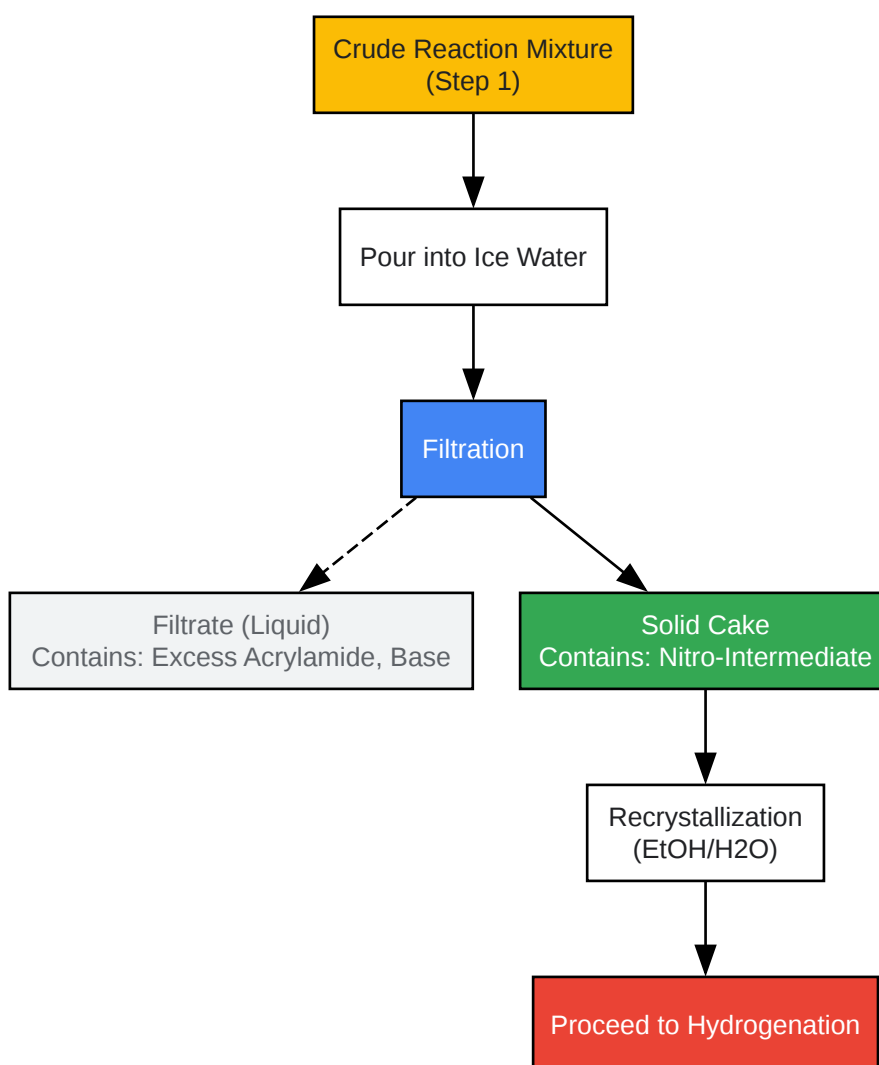 Crude Reaction Mixture
(Step 1)
Pour into Ice Water
Filtration
Filtrate (Liquid)
Contains: Excess Acrylamide, Base
Solid Cake
Contains: Nitro-Intermediate
Recrystallization
(EtOH/H2O)
Proceed to Hydrogenation